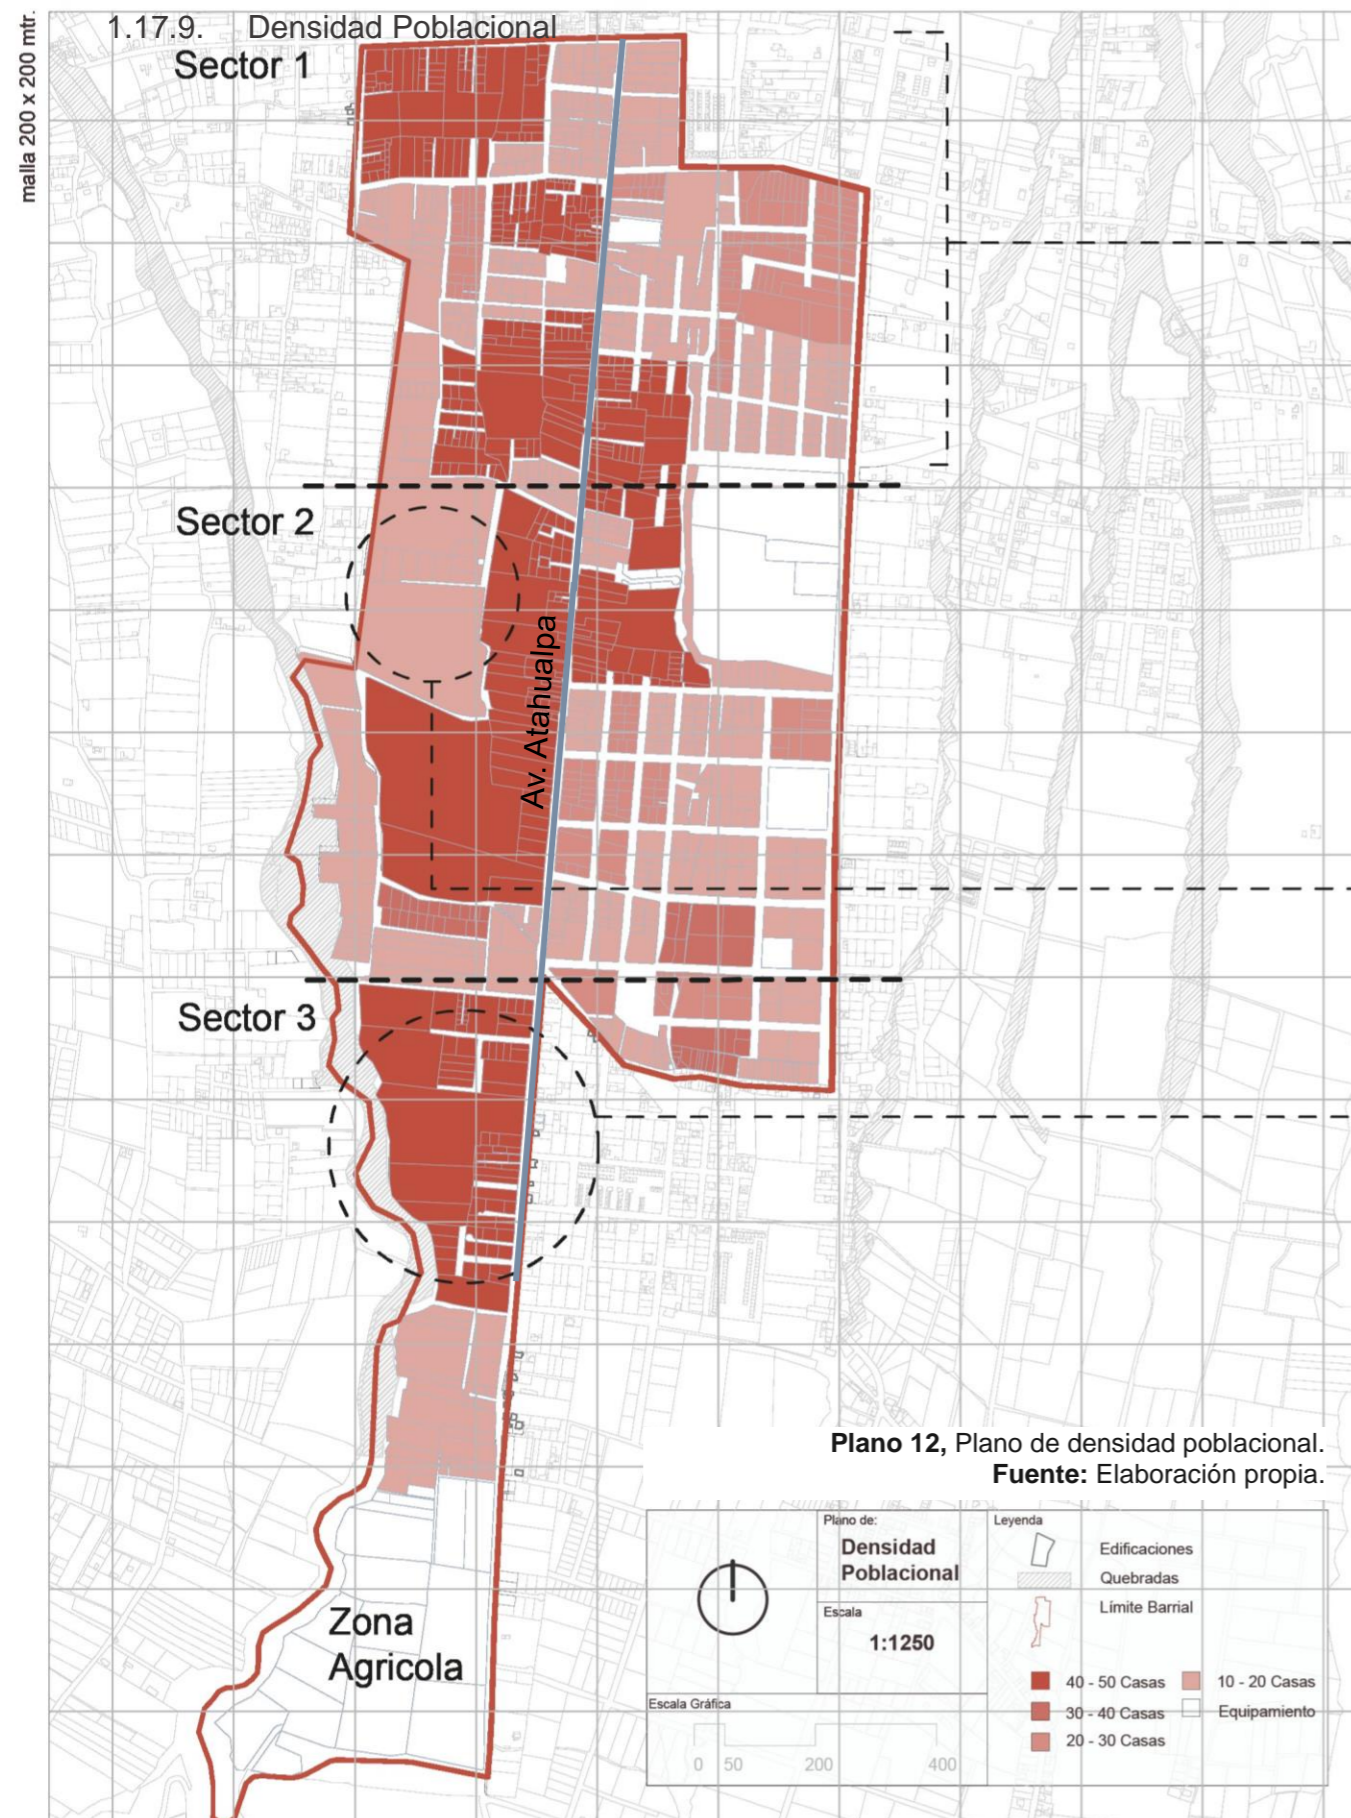 malla 200 x 200 mtr.
1.17.9. Densidad Poblacional
Sector 1
Sector 2
Av. Atahualpa
Sector 3
Zona
Agricola
Plano 12, Plano de densidad poblacional.
Fuente: Elaboración propia.
Plano de:
Densidad
Poblacional
Escala
1:1250
Escala Gráfica
0 50 200 400
Leyenda
Edificaciones
Quebradas
Límite Barrial
40 - 50 Casas
30 - 40 Casas
20 - 30 Casas
10 - 20 Casas
Equipamiento